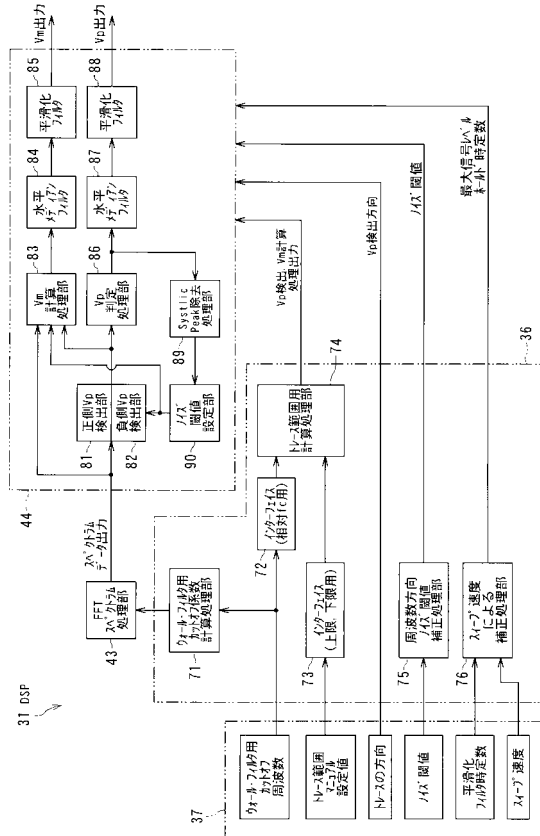 31 DSP
Vm出力
Vp出力
85
平滑化
フィルタ
88
平滑化
フィルタ
84
水平
メディアン
フィルタ
87
水平
メディアン
フィルタ
83
Vm
計算
処理部
86
Vp
判定
処理部
Systlic
Peak除去
処理部
89
81
正側Vp
検出部
負側Vp
検出部
82
ノイズ
閾値
設定部
90
44
スペクトラム
データ出力
FFT
スペクトラム
処理部
43
ウォール・フィルタ用
カットオフ係数
計算処理部
71
72
インターフェイス
(相対fc用)
73
インターフェイス
(上限、下限用)
トレース範囲用
計算処理部
74
Vp検出、Vm計算
処理出力
Vp検出方向
ノイズ閾値
最大信号レベル
ホールド時定数
36
75
周波数方向
ノイズ閾値
補正処理部
76
スイープ速度
による
補正処理部
37
ウォール・フィルタ用
カットオフ
周波数
トレース範囲
マニュアル
設定値
トレースの方向
ノイズ閾値
平滑化
フィルタ時定数
スイープ速度